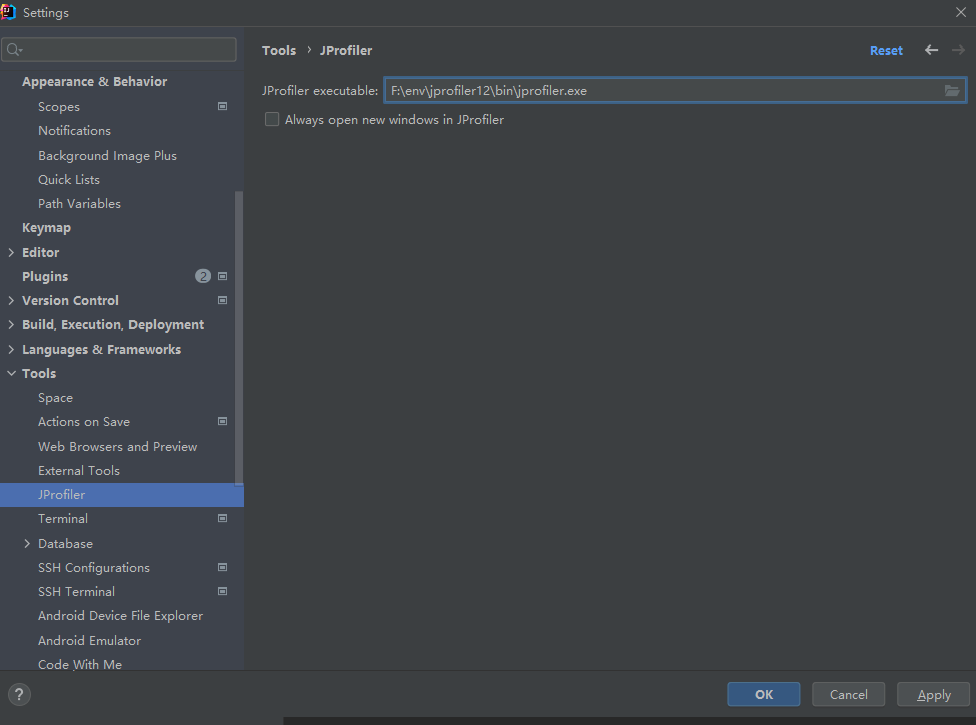 Settings
Tools › JProfiler Reset
JProfiler executable: F:\env\jprofiler12\bin\jprofiler.exe
Always open new windows in JProfiler
Appearance & Behavior
Scopes
Notifications
Background Image Plus
Quick Lists
Path Variables
Keymap
Editor
Plugins 2
Version Control
Build, Execution, Deployment
Languages & Frameworks
Tools
Space
Actions on Save
Web Browsers and Preview
External Tools
JProfiler
Terminal
Database
SSH Configurations
SSH Terminal
Android Device File Explorer
Android Emulator
Code With Me
? OK Cancel Apply